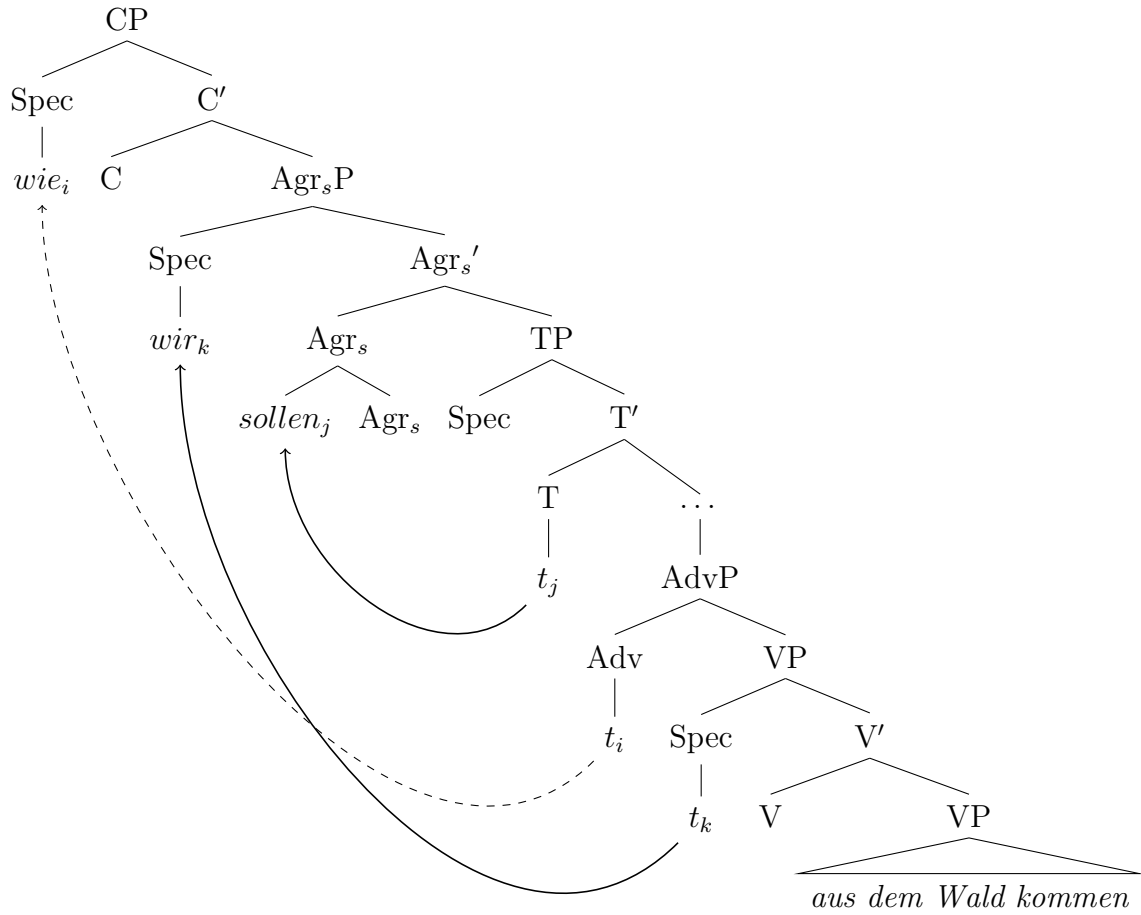 CP
Spec C′
wie_i C Agr_sP
Spec Agr_s′
wir_k Agr_s TP
sollen_j Agr_s Spec T′
T ...
t_j AdvP
Adv VP
t_i Spec V′
t_k V VP
aus dem Wald kommen